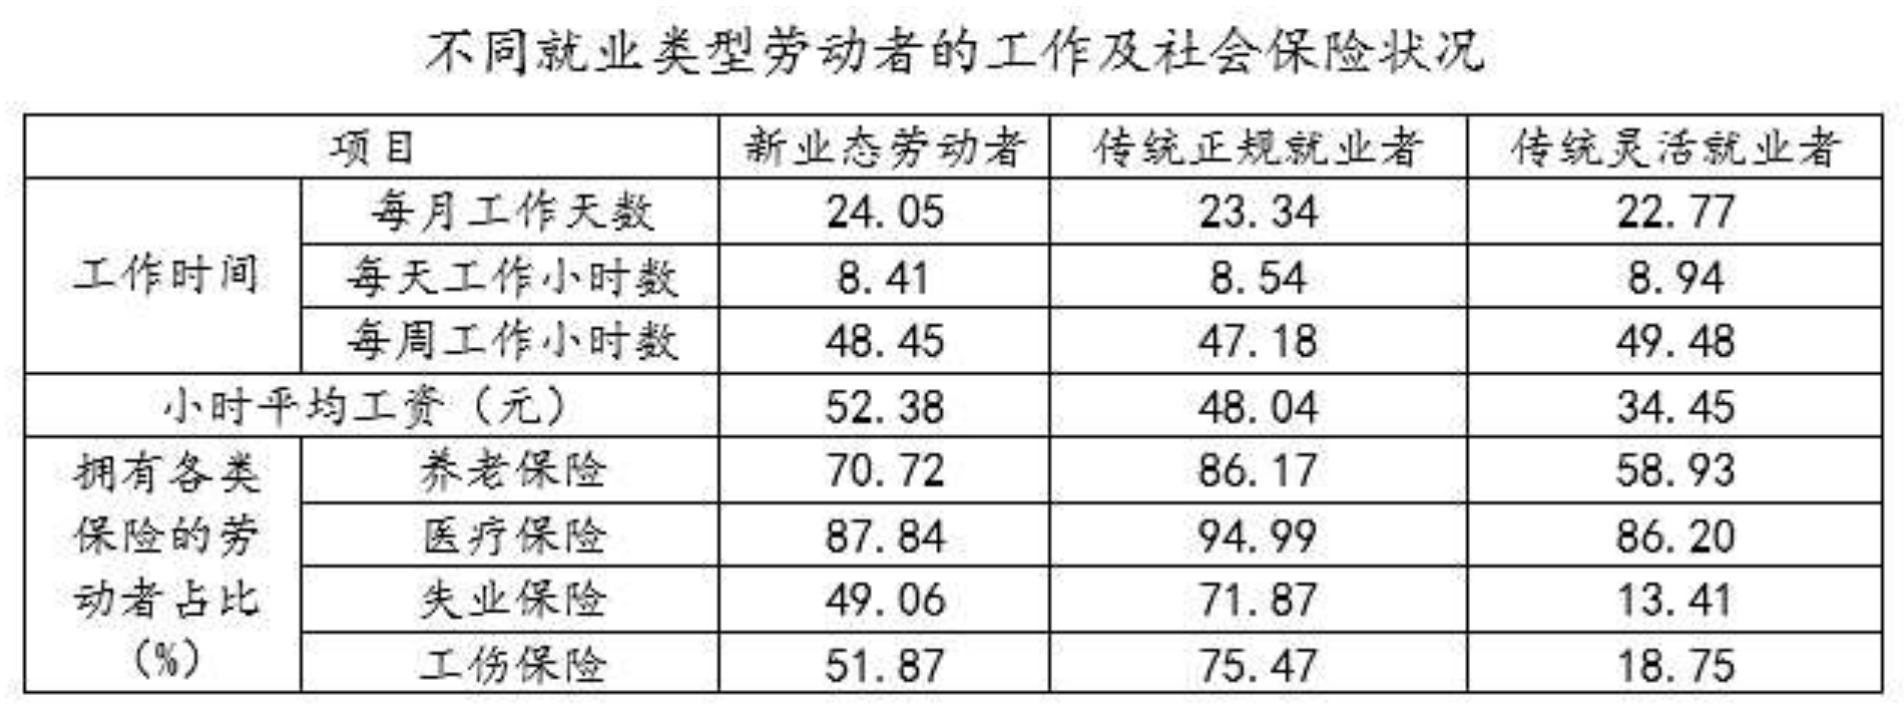 不同就业类型劳动者的工作及社会保险状况
项目 新业态劳动者 传统正规就业者 传统灵活就业者
工作时间 每月工作天数 24.05 23.34 22.77
每天工作小时数 8.41 8.54 8.94
每周工作小时数 48.45 47.18 49.48
小时平均工资（元） 52.38 48.04 34.45
拥有各类保险的劳动者占比(%) 养老保险 70.72 86.17 58.93
医疗保险 87.84 94.99 86.20
失业保险 49.06 71.87 13.41
工伤保险 51.87 75.47 18.75